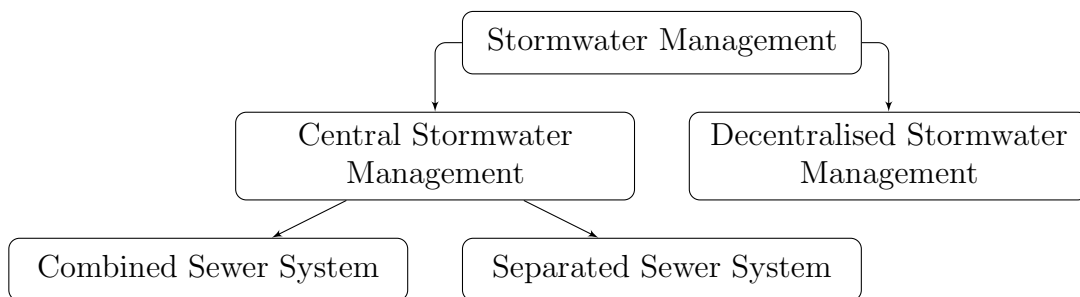 Stormwater Management
Central Stormwater
Management
Decentralised Stormwater
Management
Combined Sewer System
Separated Sewer System